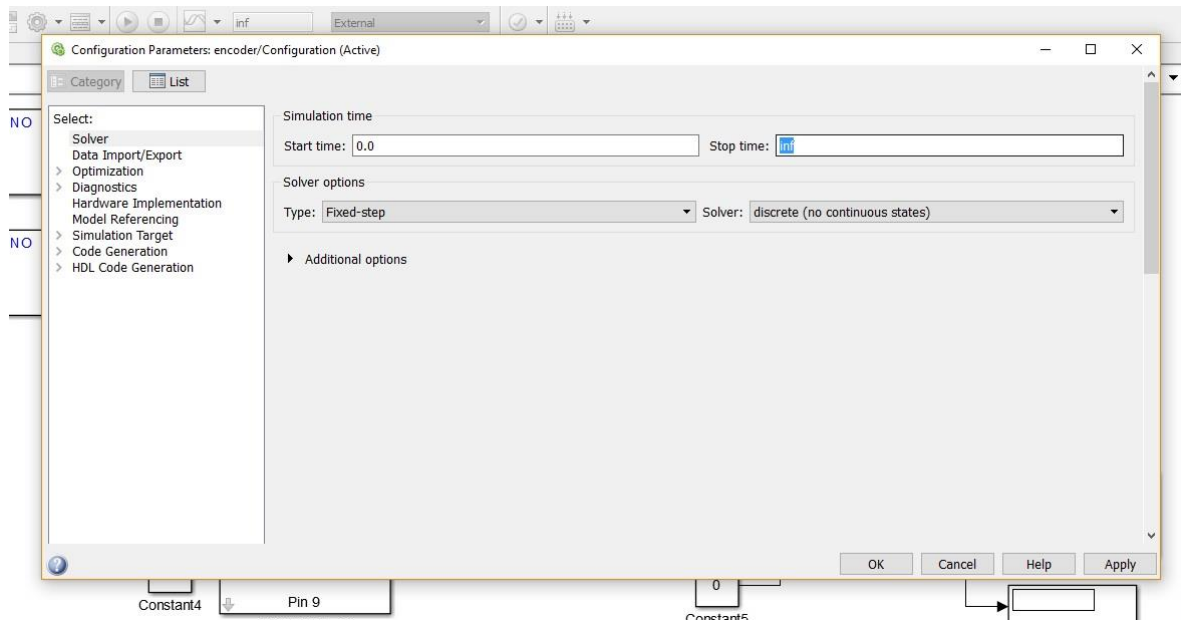 inf External
Configuration Parameters: encoder/Configuration (Active)
Category List
NO
NO
Select:
Solver
Data Import/Export
Optimization
Diagnostics
Hardware Implementation
Model Referencing
Simulation Target
Code Generation
HDL Code Generation
Simulation time
Start time: 0.0 Stop time: inf
Solver options
Type: Fixed-step Solver: discrete (no continuous states)
Additional options
OK Cancel Help Apply
Constant4 Pin 9 0
Constant5